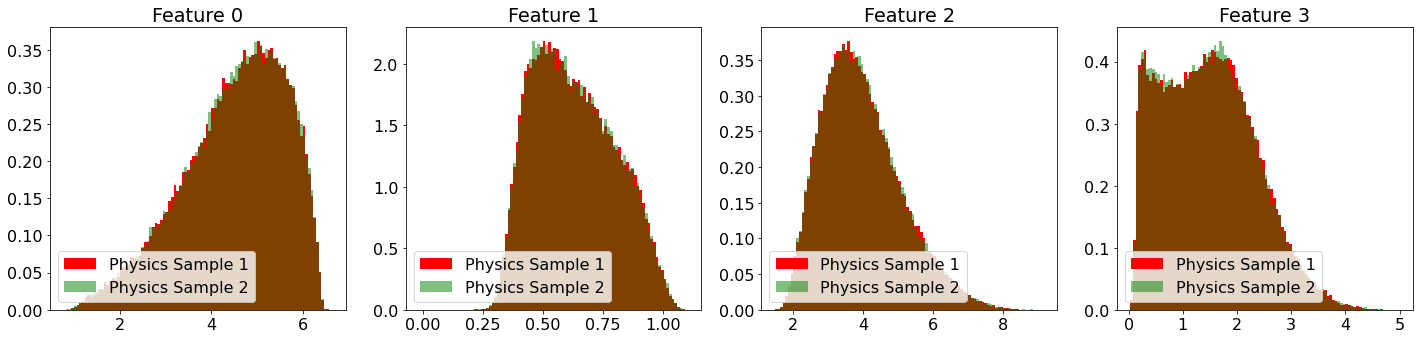 Feature 0
0.35
0.30
0.25
0.20
0.15
0.10
0.05
0.00
2 4 6
Physics Sample 1
Physics Sample 2
Feature 1
2.0
1.5
1.0
0.5
0.0
0.00 0.25 0.50 0.75 1.00
Physics Sample 1
Physics Sample 2
Feature 2
0.35
0.30
0.25
0.20
0.15
0.10
0.05
0.00
2 4 6 8
Physics Sample 1
Physics Sample 2
Feature 3
0.4
0.3
0.2
0.1
0.0
0 1 2 3 4 5
Physics Sample 1
Physics Sample 2